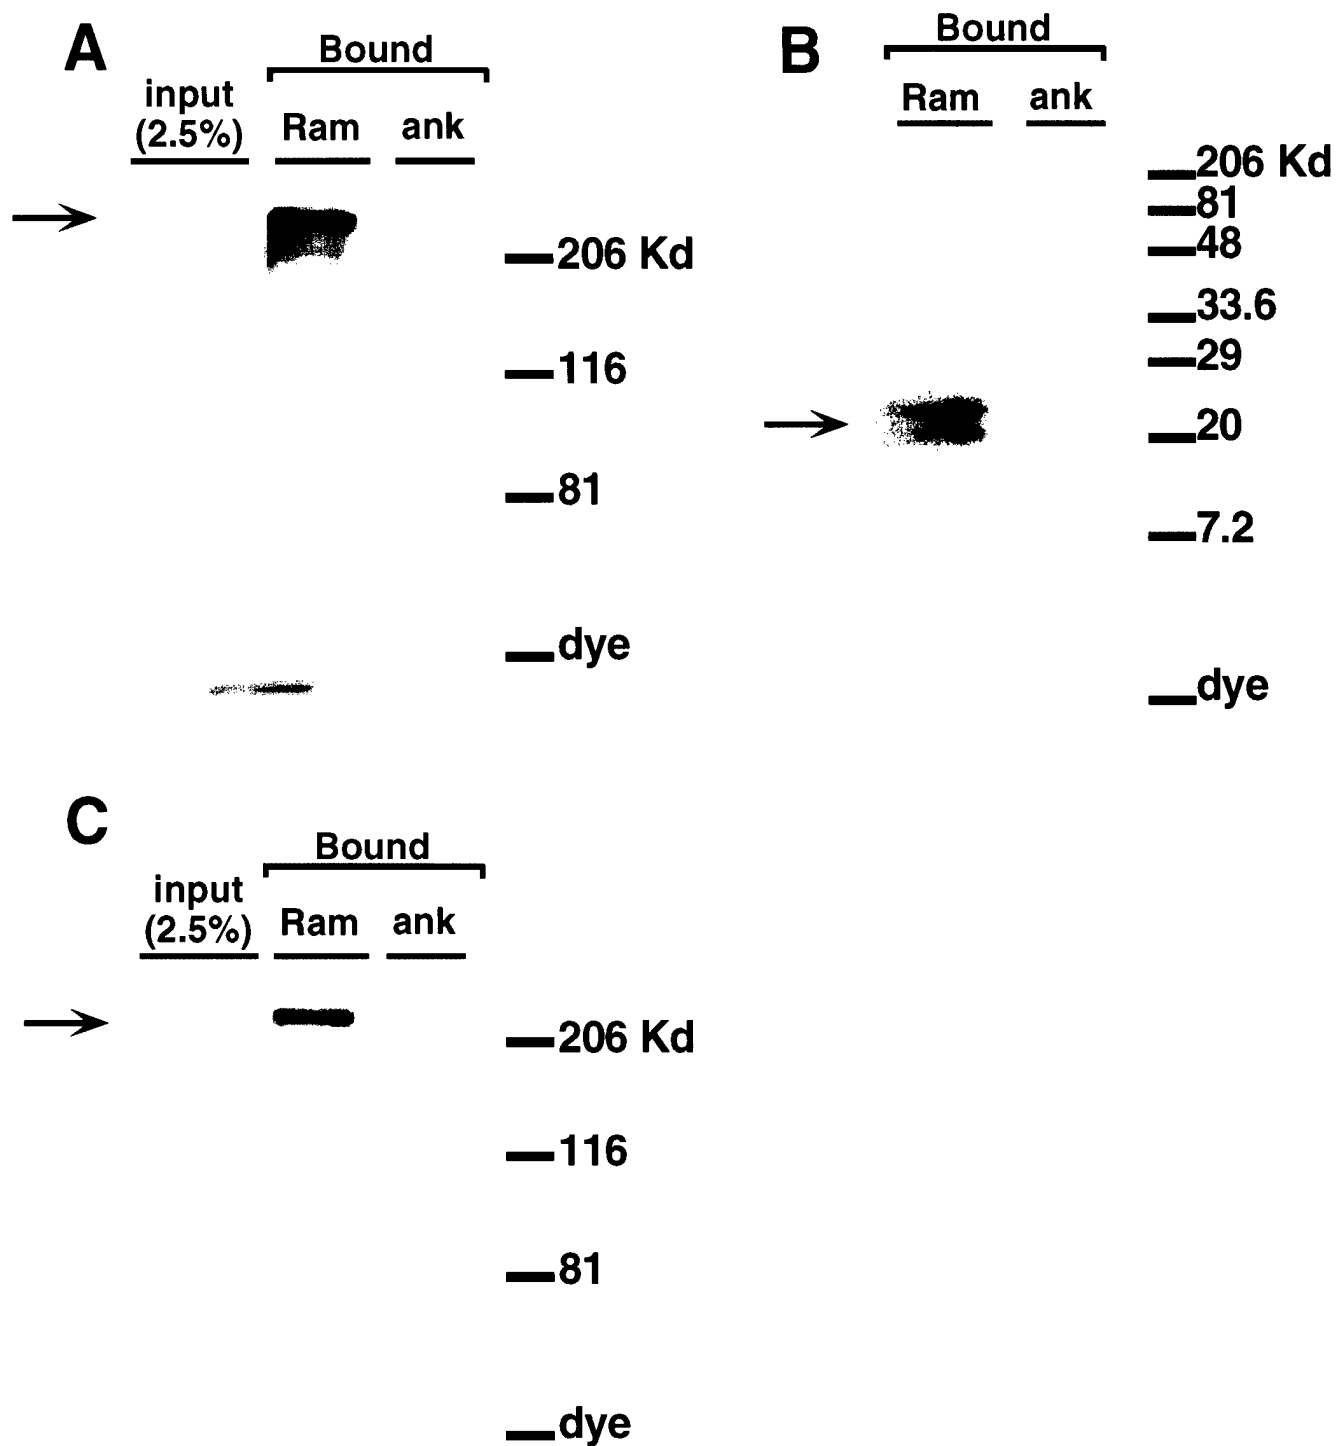 A
Bound
input
(2.5%)
Ram
ank
206 Kd
116
81
dye
B
Bound
Ram
ank
206 Kd
81
48
33.6
29
20
7.2
dye
C
Bound
input
(2.5%)
Ram
ank
206 Kd
116
81
dye